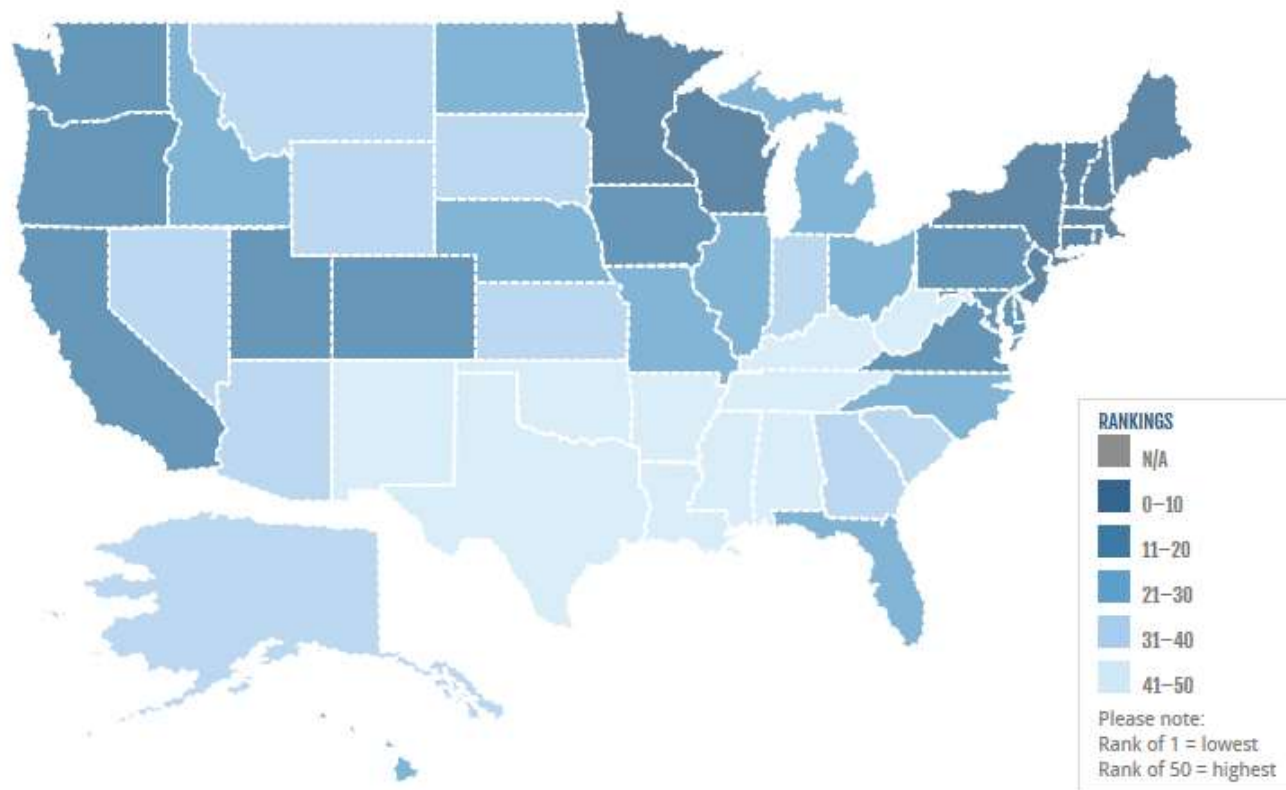 RANKINGS
N/A
0–10
11–20
21–30
31–40
41–50
Please note:
Rank of 1 = lowest
Rank of 50 = highest